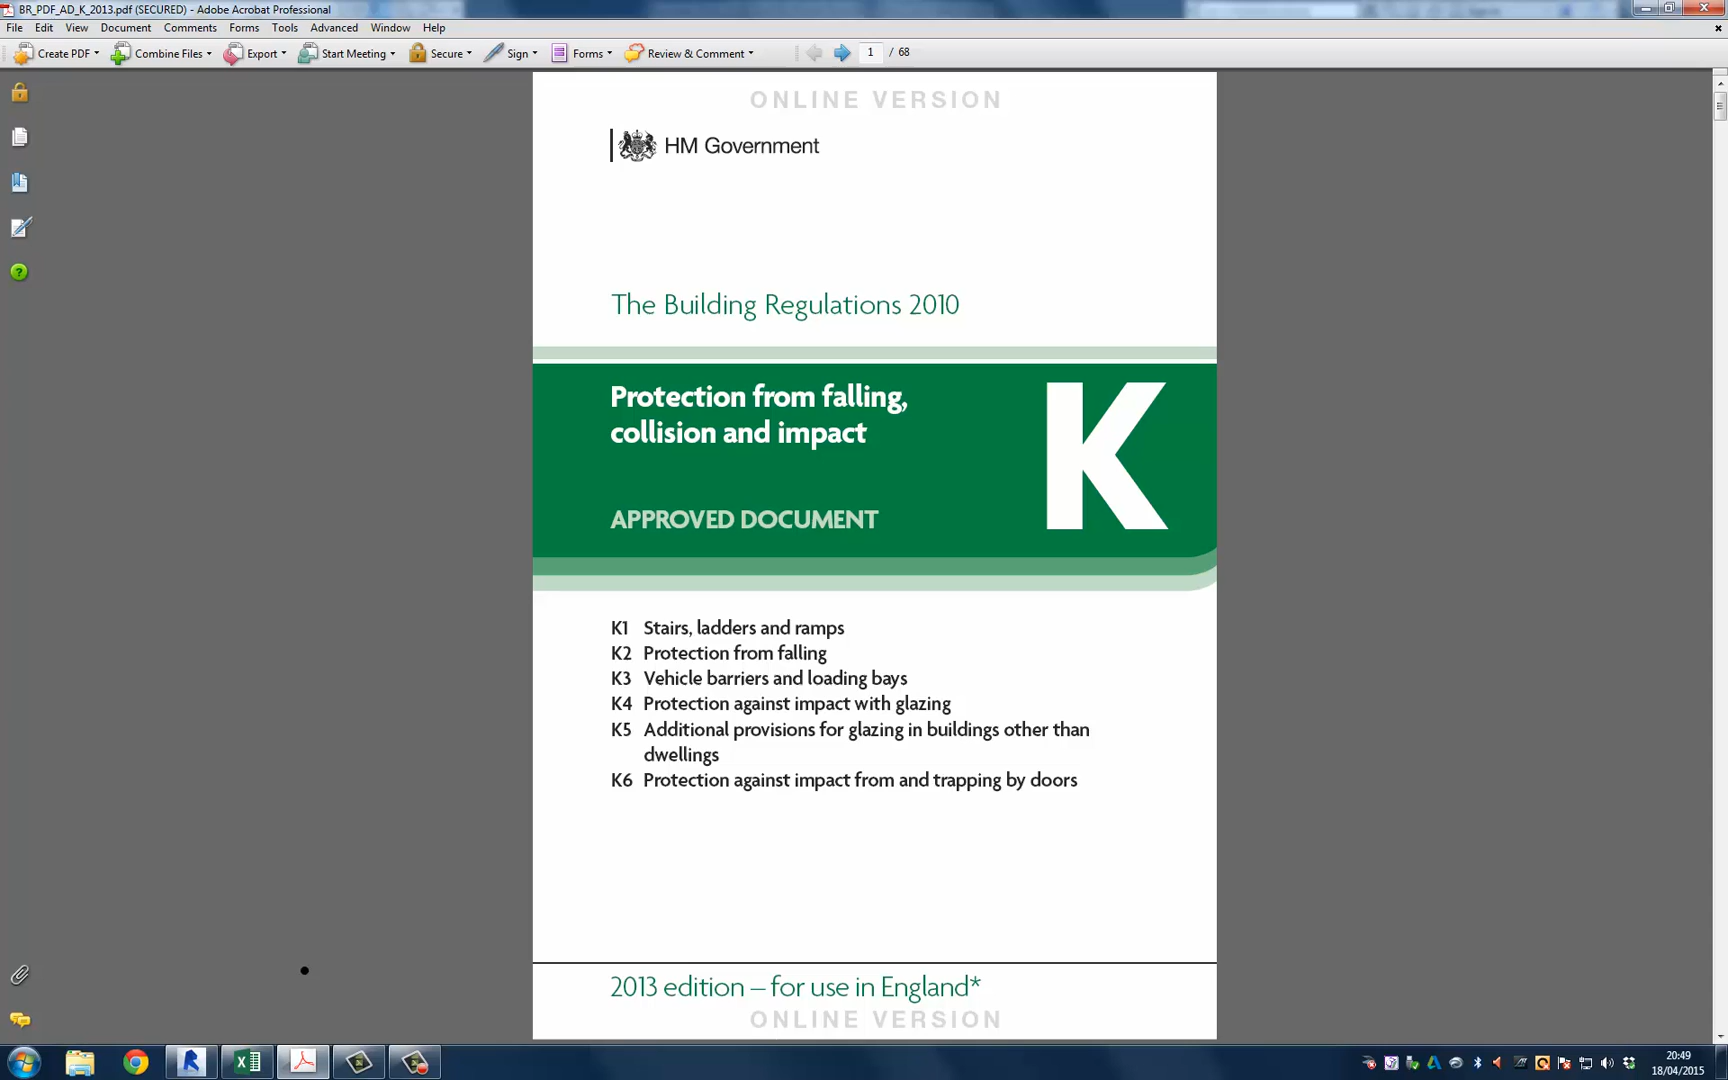 BR_PDF_AD_K_2013.pdf (SECURED) - Adobe Acrobat Professional
File Edit View Document Comments Forms Tools Advanced Window Help
Create PDF Combine Files Export Start Meeting Secure Sign Forms Review & Comment 1 / 68
ONLINE VERSION
HM Government
The Building Regulations 2010
Protection from falling,
collision and impact
K
APPROVED DOCUMENT
K1 Stairs, ladders and ramps
K2 Protection from falling
K3 Vehicle barriers and loading bays
K4 Protection against impact with glazing
K5 Additional provisions for glazing in buildings other than
dwellings
K6 Protection against impact from and trapping by doors
2013 edition – for use in England*
ONLINE VERSION
20:49
18/04/2015